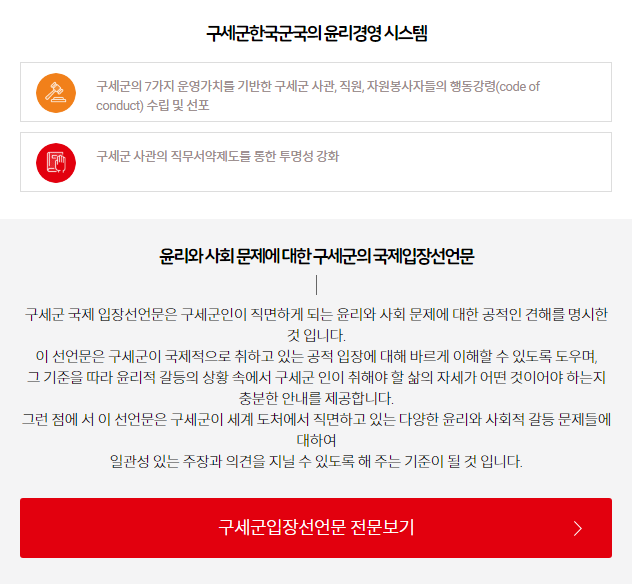 구세군한국군국의 윤리경영 시스템
구세군의 7가지 운영가치를 기반한 구세군 사관, 직원, 자원봉사자들의 행동강령(code of
conduct) 수립 및 선포
구세군 사관의 직무서약제도를 통한 투명성 강화
윤리와 사회 문제에 대한 구세군의 국제입장선언문
구세군 국제 입장선언문은 구세군인이 직면하게 되는 윤리와 사회 문제에 대한 공적인 견해를 명시한
것 입니다.
이 선언문은 구세군이 국제적으로 취하고 있는 공적 입장에 대해 바르게 이해할 수 있도록 도우며,
그 기준을 따라 윤리적 갈등의 상황 속에서 구세군 인이 취해야 할 삶의 자세가 어떤 것이어야 하는지
충분한 안내를 제공합니다.
그런 점에 서 이 선언문은 구세군이 세계 도처에서 직면하고 있는 다양한 윤리와 사회적 갈등 문제들에
대하여
일관성 있는 주장과 의견을 지닐 수 있도록 해 주는 기준이 될 것 입니다.
구세군입장선언문 전문보기